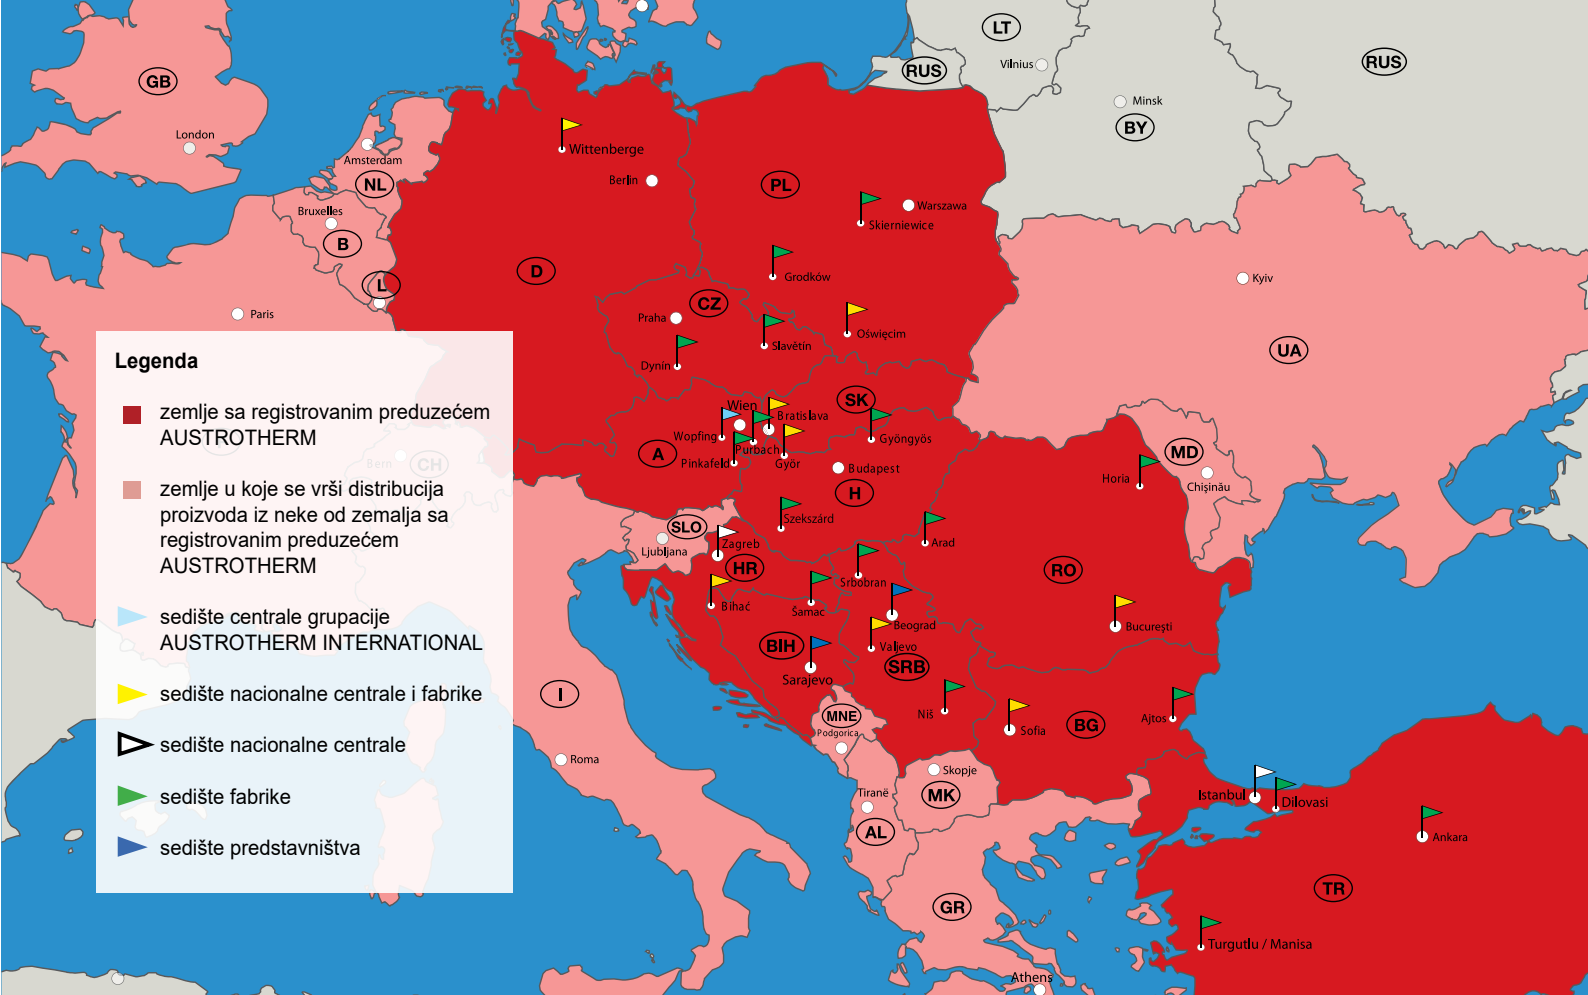 LT
Vilnius
RUS
RUS
GB
Minsk
BY
London
Amsterdam
NL
Wittenberge
Berlin
PL
Warszawa
Skierniewice
Bruxelles
B
D
Grodków
Kyiv
L
CZ
Paris
Praha
Oświęcim
Slavětín
UA
Dynín
Legenda
zemlje sa registrovanim preduzećem
AUSTROTHERM
zemlje u koje se vrši distribucija
proizvoda iz neke od zemalja sa
registrovanim preduzećem
AUSTROTHERM
sedište centrale grupacije
AUSTROTHERM INTERNATIONAL
sedište nacionalne centrale i fabrike
sedište nacionalne centrale
sedište fabrike
sedište predstavništva
Bern
CH
SK
Wien
Bratislava
Wopfing
Gyöngyös
A
Purbach
Pinkafeld
Győr
Budapest
H
MD
Horia
Chișinău
Szekszárd
SLO
Ljubljana
Zagreb
Arad
HR
RO
Srbobran
Bihać
Šamac
Beograd
București
BIH
Valjevo
SRB
Sarajevo
I
Niš
MNE
Podgorica
Sofia
BG
Ajtos
Roma
Skopje
MK
Tiranë
AL
Istanbul
Dilovasi
Ankara
TR
GR
Turgutlu / Manisa
Athens